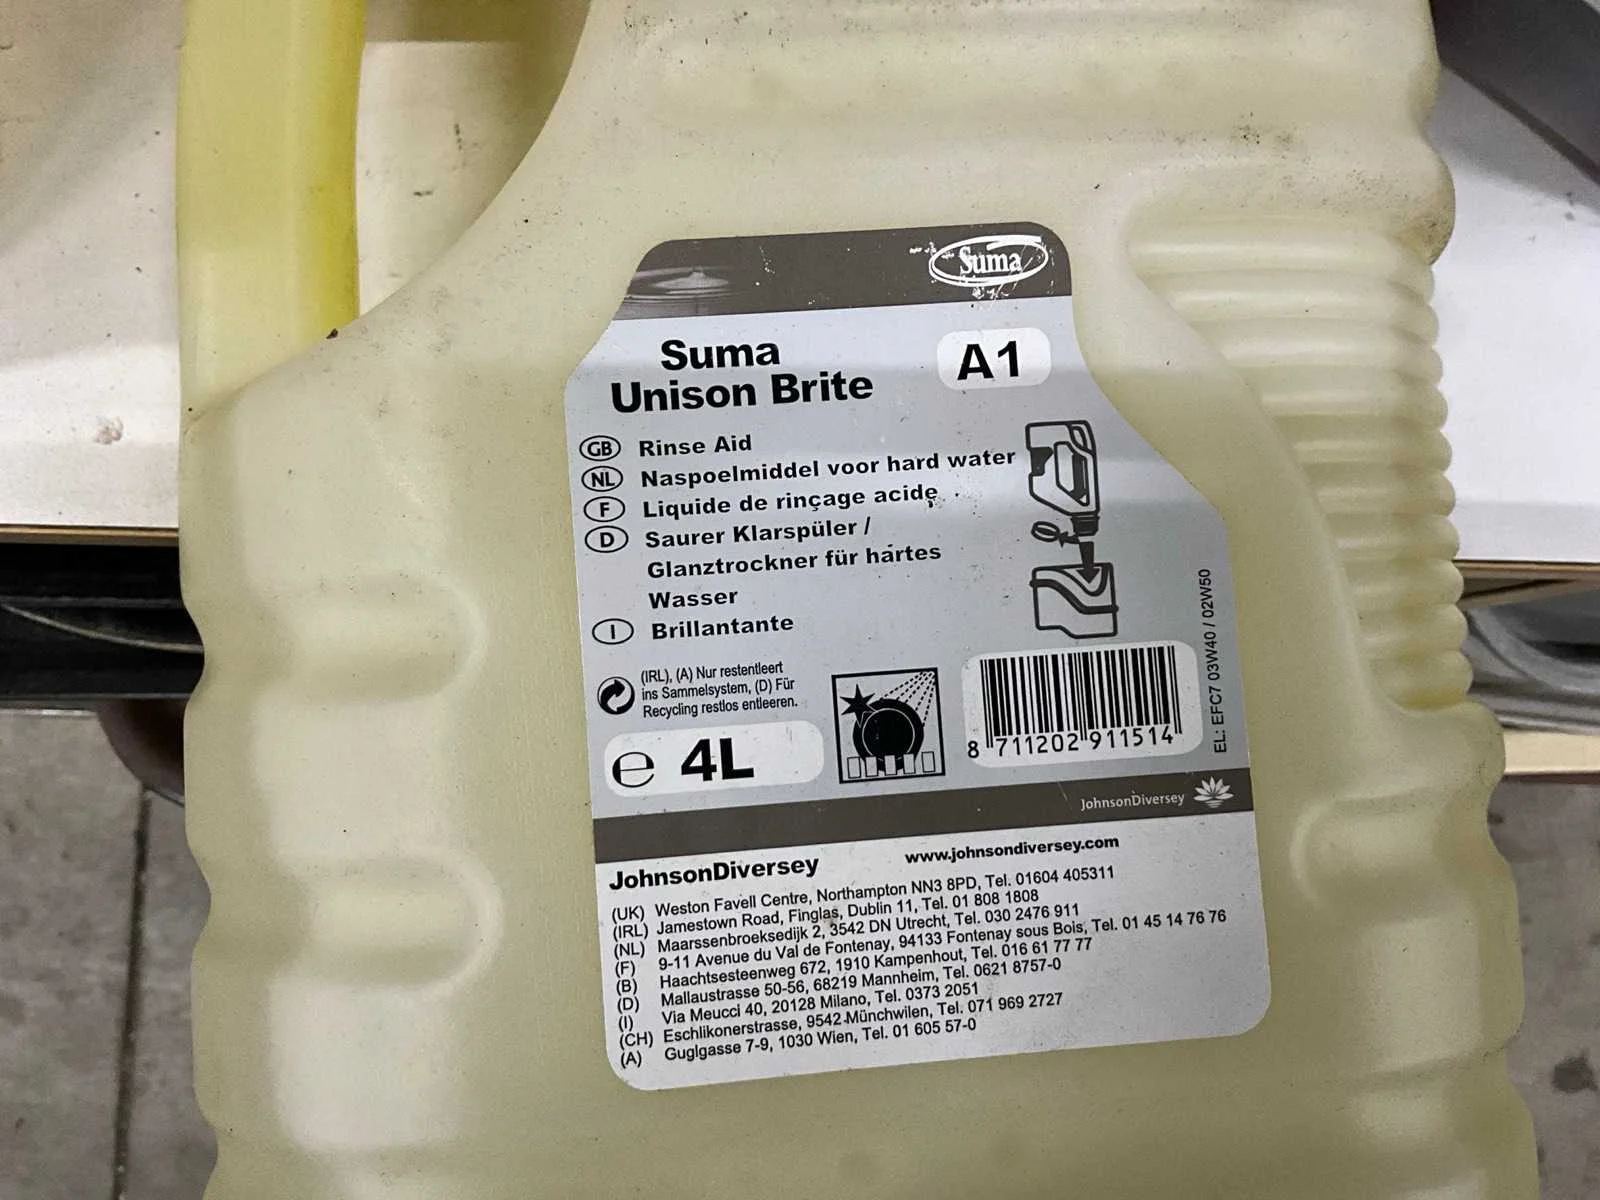 Suma
Suma
Unison Brite
A1
GB Rinse Aid
NL Naspoelmiddel voor hard water
F Liquide de rinçage acide
D Saurer Klarspüler /
Glanztrockner für hartes
Wasser
I Brillantante
(IRL), (A) Nur restentleert
ins Sammelsystem, (D) Für
Recycling restlos entleeren.
℮ 4L
8 711202 911514
EL: EFC7 03W40 / 02W50
JohnsonDiversey
JohnsonDiversey www.johnsondiversey.com
(UK) Weston Favell Centre, Northampton NN3 8PD, Tel. 01604 405311
(IRL) Jamestown Road, Finglas, Dublin 11, Tel. 01 808 1808
(NL) Maarssenbroeksedijk 2, 3542 DN Utrecht, Tel. 030 2476 911
(F) 9-11 Avenue du Val de Fontenay, 94133 Fontenay sous Bois, Tel. 01 45 14 76 76
(B) Haachtsesteenweg 672, 1910 Kampenhout, Tel. 016 61 77 77
(D) Mallaustrasse 50-56, 68219 Mannheim, Tel. 0621 8757-0
(I) Via Meucci 40, 20128 Milano, Tel. 0373 2051
(CH) Eschlikonerstrasse, 9542 Münchwilen, Tel. 071 969 2727
(A) Guglgasse 7-9, 1030 Wien, Tel. 01 605 57-0